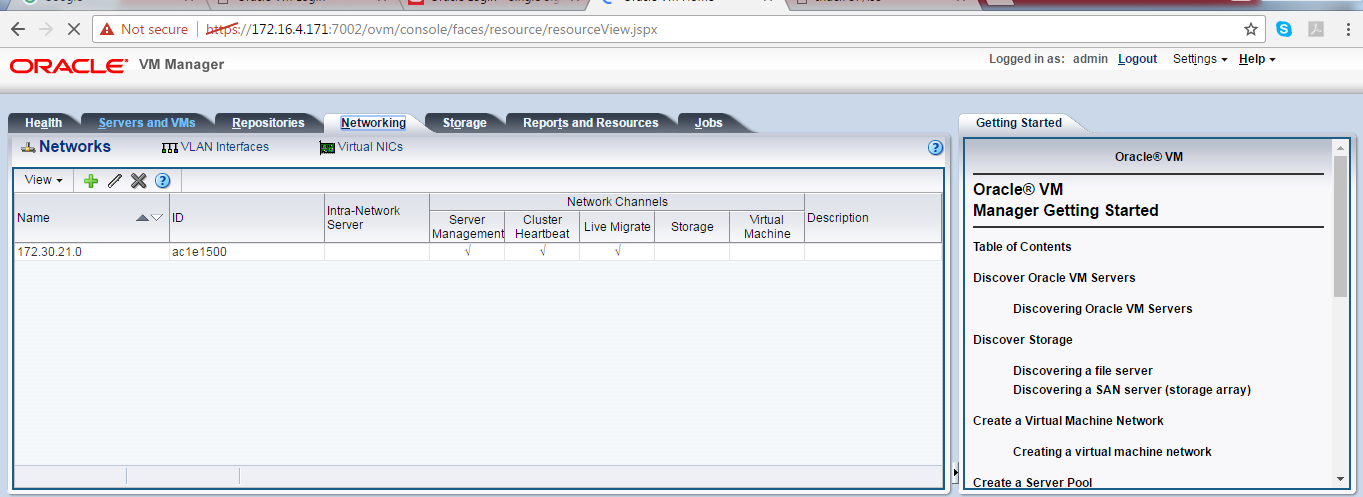 Google
Not secure | https://172.16.4.171:7002/ovm/console/faces/resource/resourceView.jspx
ORACLE® VM Manager
Logged in as: admin Logout Settings Help
Health Servers and VMs Repositories Networking Storage Reports and Resources Jobs
Getting Started
Networks VLAN Interfaces Virtual NICs
View
Name ID Intra-Network Server Network Channels Description
Server Management Cluster Heartbeat Live Migrate Storage Virtual Machine
172.30.21.0 ac1e1500 √ √ √
Oracle® VM
Oracle® VM
Manager Getting Started
Table of Contents
Discover Oracle VM Servers
Discovering Oracle VM Servers
Discover Storage
Discovering a file server
Discovering a SAN server (storage array)
Create a Virtual Machine Network
Creating a virtual machine network
Create a Server Pool